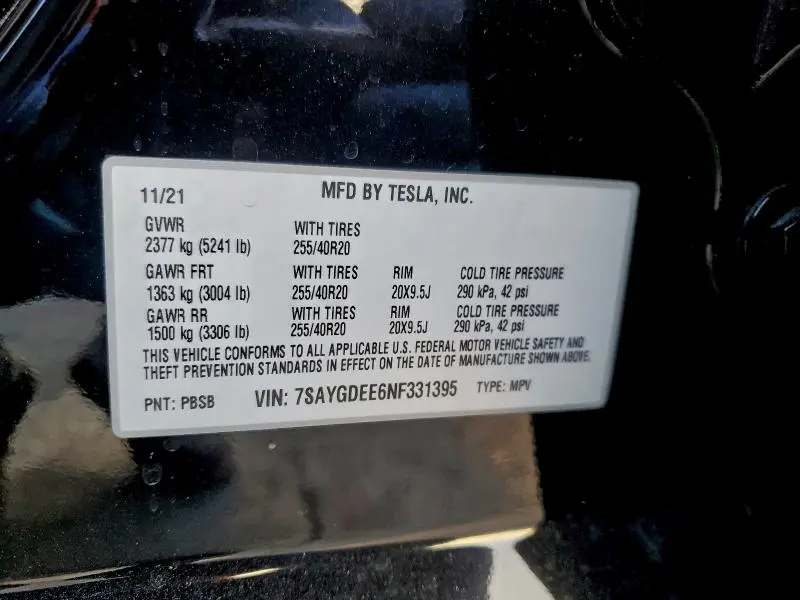 11/21 MFD BY TESLA, INC.
GVWR WITH TIRES
2377 kg (5241 lb) 255/40R20
GAWR FRT WITH TIRES RIM COLD TIRE PRESSURE
1363 kg (3004 lb) 255/40R20 20X9.5J 290 kPa, 42 psi
GAWR RR WITH TIRES RIM COLD TIRE PRESSURE
1500 kg (3306 lb) 255/40R20 20X9.5J 290 kPa, 42 psi
THIS VEHICLE CONFORMS TO ALL APPLICABLE U.S. FEDERAL MOTOR VEHICLE SAFETY AND
THEFT PREVENTION STANDARDS IN EFFECT ON THE DATE OF MANUFACTURE SHOWN ABOVE.
PNT: PBSB VIN: 7SAYGDEE6NF331395 TYPE: MPV